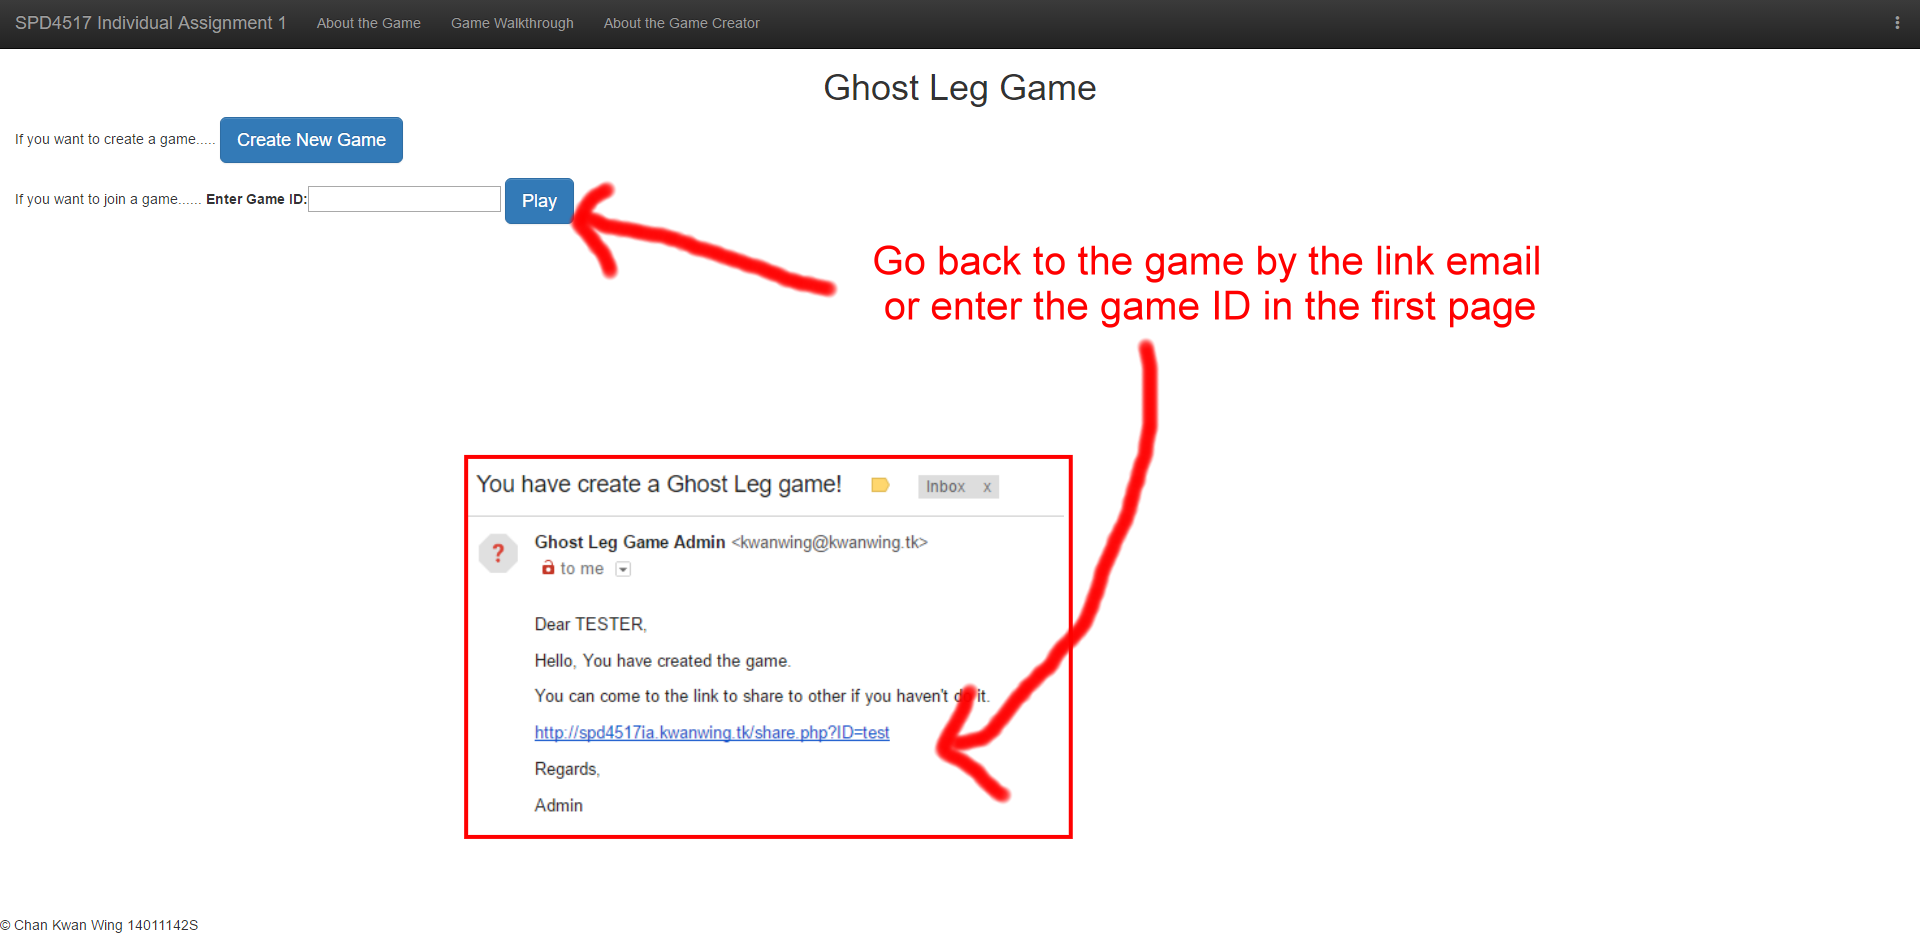 SPD4517 Individual Assignment 1 About the Game Game Walkthrough About the Game Creator
Ghost Leg Game
If you want to create a game..... Create New Game
If you want to join a game...... Enter Game ID: Play
Go back to the game by the link email
or enter the game ID in the first page
You have create a Ghost Leg game! Inbox x
?
Ghost Leg Game Admin <kwanwing@kwanwing.tk>
to me
Dear TESTER,
Hello, You have created the game.
You can come to the link to share to other if you haven't do it.
http://spd4517ia.kwanwing.tk/share.php?ID=test
Regards,
Admin
© Chan Kwan Wing 14011142S